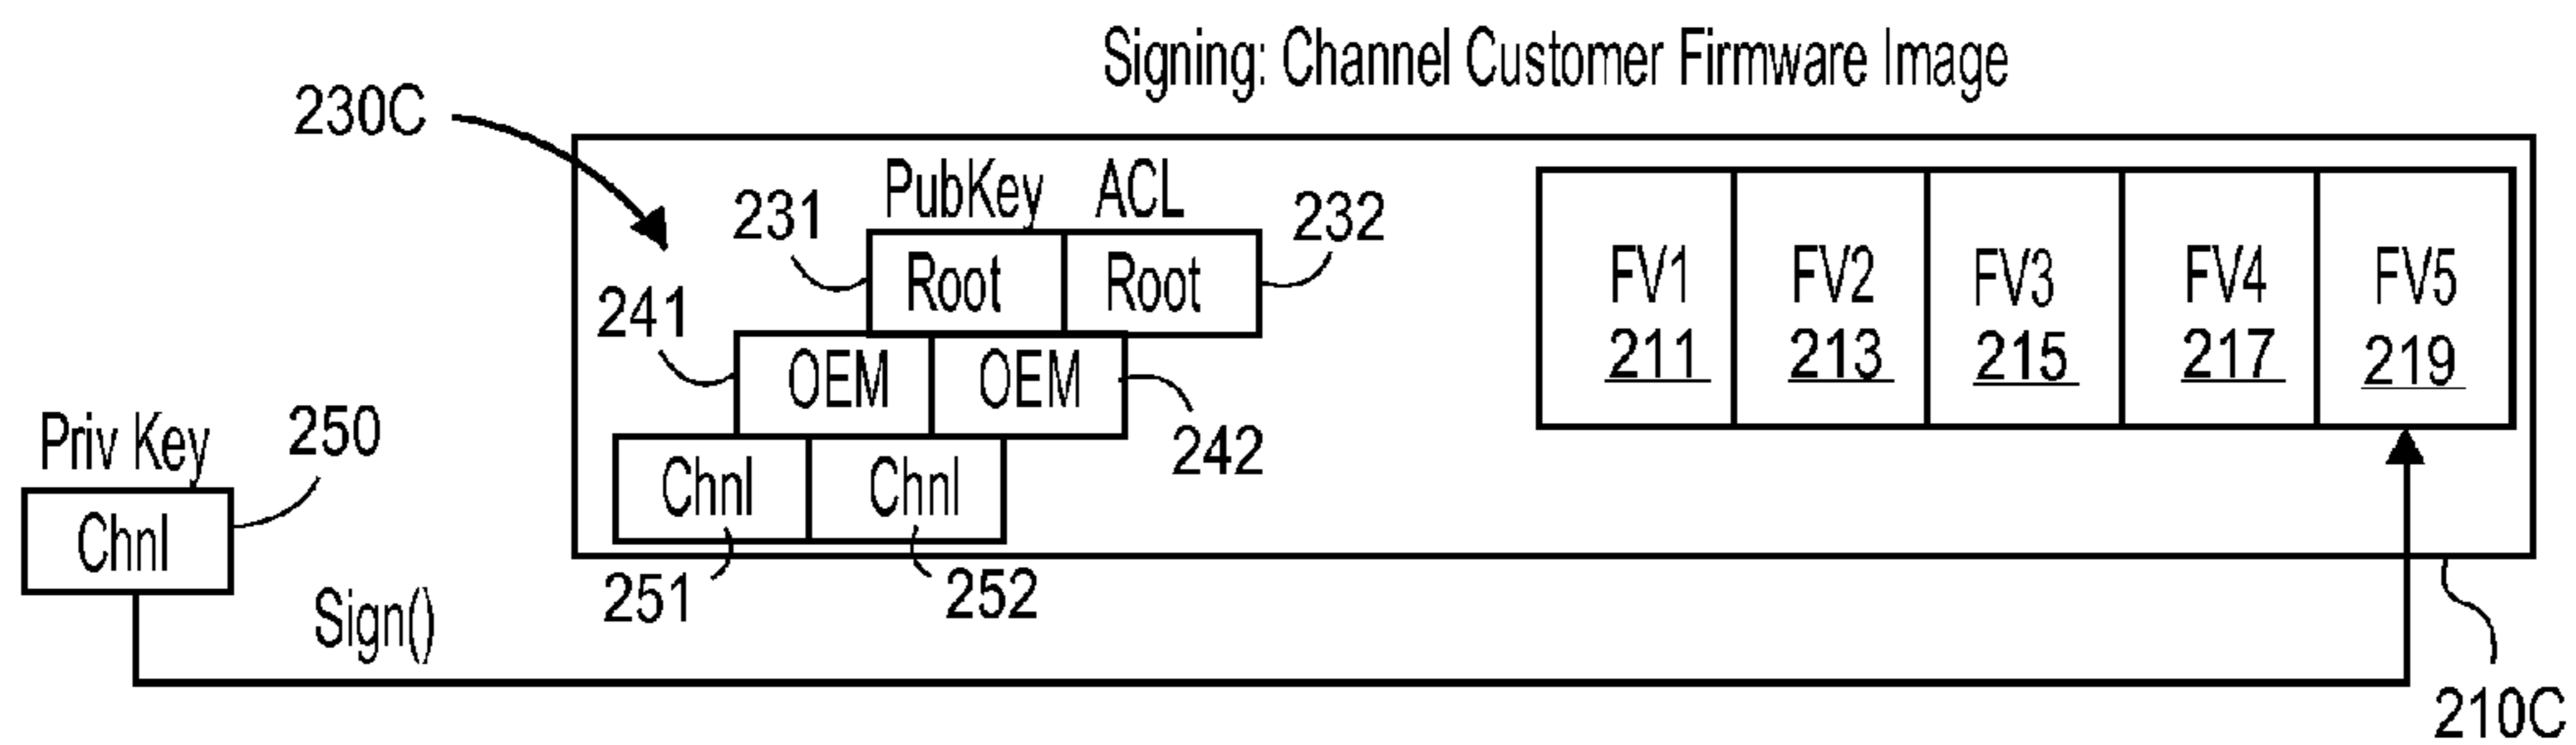 Signing: Channel Customer Firmware Image
230C
231 PubKey ACL 232
Root Root
241
OEM OEM
242
Priv Key 250
Chnl
Chnl Chnl
251 252
Sign()
FV1 FV2 FV3 FV4 FV5
211 213 215 217 219
210C